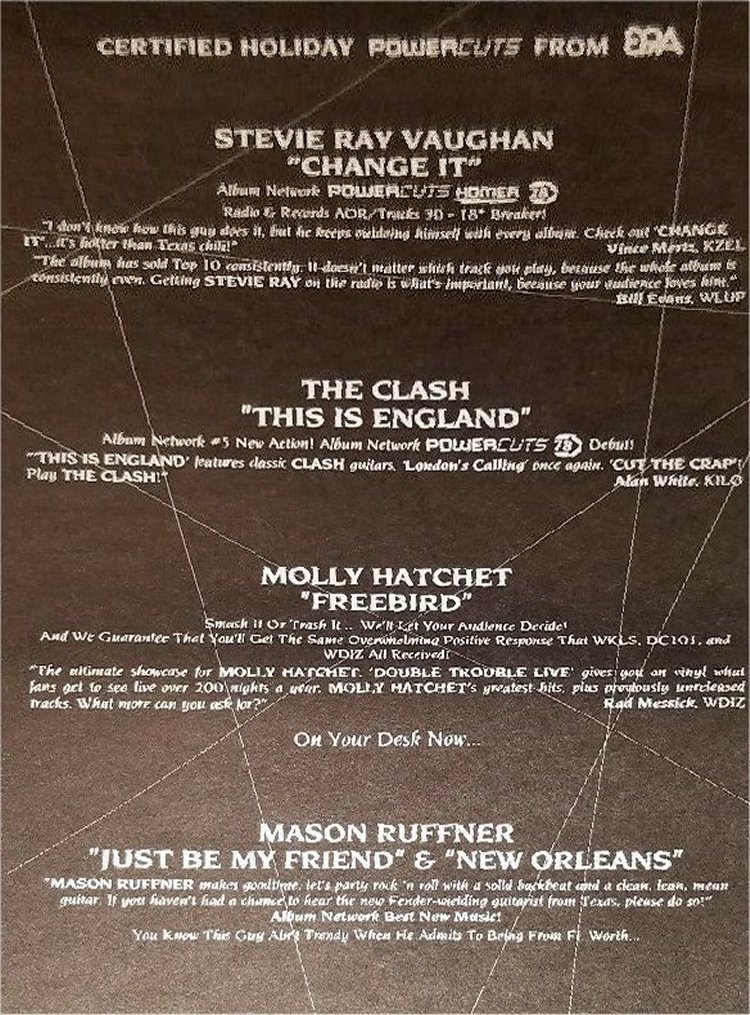 CERTIFIED HOLIDAY POWERCUTS FROM
STEVIE RAY VAUGHAN
"CHANGE IT"
Album Network POWERCUTS HOMER
Radio & Records AOR/Tracks 30 - 18* Breaker!
"I don't know how this guy does it, but he keeps outdoing himself with every album. Check out 'CHANGE
IT'...it's hotter than Texas chili!"
Vince Mertz, KZEL
"The album has sold Top 10 consistently. It doesn't matter which track you play, because the whole album is
consistently even. Getting STEVIE RAY on the radio is what's important, because your audience loves him."
Bill Evans, WLUP
THE CLASH
"THIS IS ENGLAND"
Album Network #5 New Action! Album Network POWERCUTS Debut!
"'THIS IS ENGLAND' features classic CLASH guitars. 'London's Calling' once again. 'CUT THE CRAP'!
Play THE CLASH!"
Alan White, KILO
MOLLY HATCHET
"FREEBIRD"
Smash It Or Trash It... We'll Let Your Audience Decide!
And We Guarantee That You'll Get The Same Overwhelming Positive Response That WKLS, DC101, and
WDIZ All Received!
"The ultimate showcase for MOLLY HATCHET. 'DOUBLE TROUBLE LIVE' gives you on vinyl what
fans get to see live over 200 nights a year. MOLLY HATCHET's greatest hits, plus previously unreleased
tracks. What more can you ask for?"
Rad Messick, WDIZ
On Your Desk Now...
MASON RUFFNER
"JUST BE MY FRIEND" & "NEW ORLEANS"
"MASON RUFFNER makes goodtime, let's party rock 'n roll with a solid backbeat and a clean, lean, mean
guitar. If you haven't had a chance to hear the new Fender-wielding guitarist from Texas, please do so!"
Album Network Best New Music!
You Know This Guy Ain't Trendy When He Admits To Being From Ft. Worth...